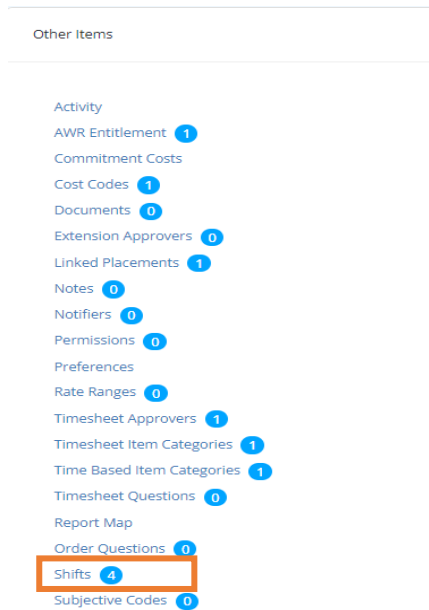 Other Items
Activity
AWR Entitlement 1
Commitment Costs
Cost Codes 1
Documents 0
Extension Approvers 0
Linked Placements 1
Notes 0
Notifiers 0
Permissions 0
Preferences
Rate Ranges 0
Timesheet Approvers 1
Timesheet Item Categories 1
Time Based Item Categories 1
Timesheet Questions 0
Report Map
Order Questions 0
Shifts 4
Subjective Codes 0